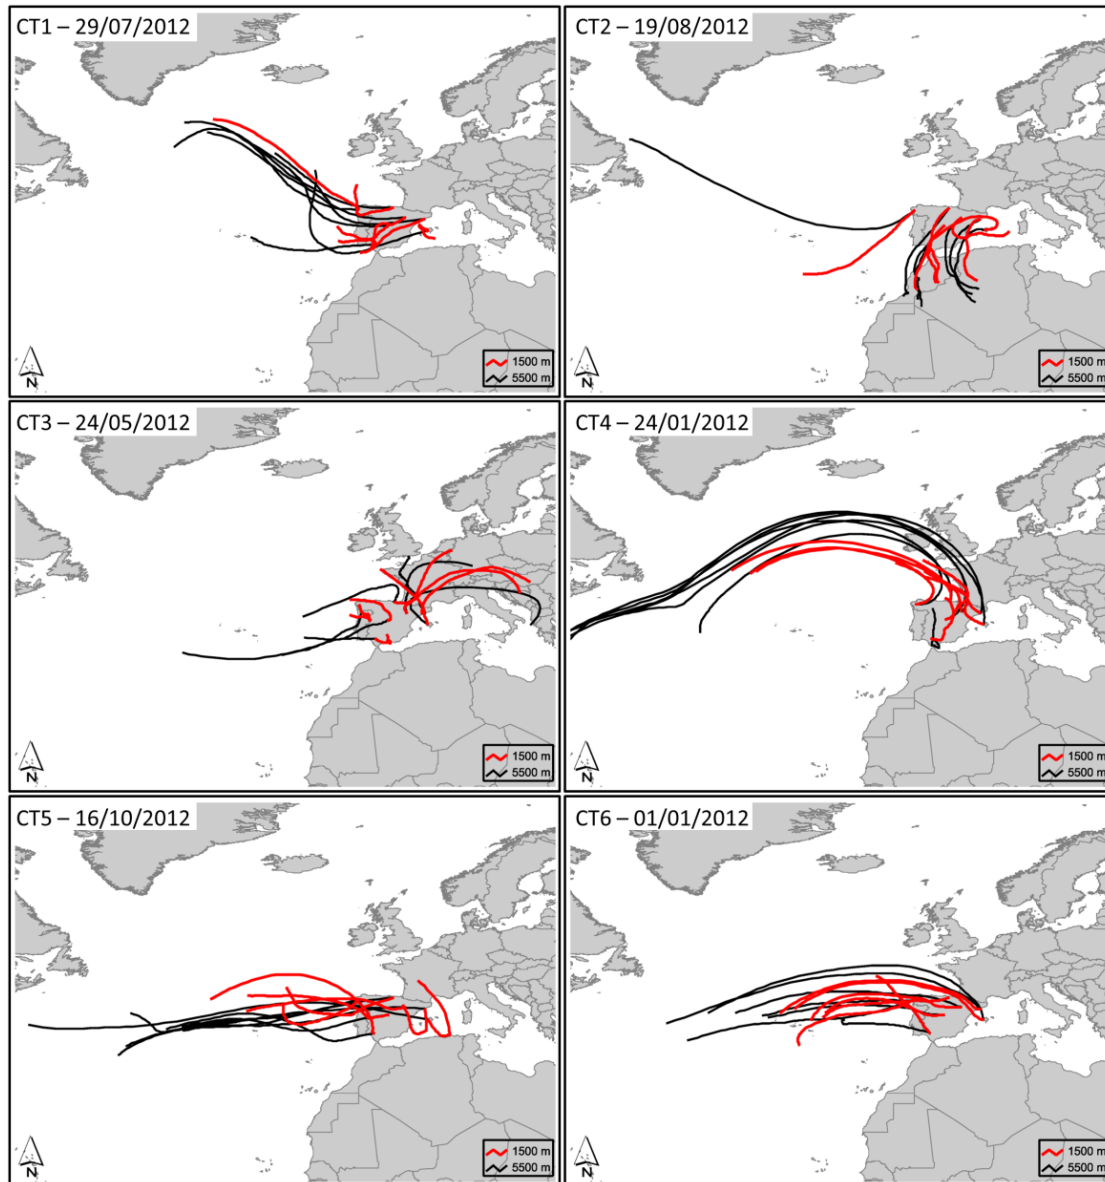 CT1 – 29/07/2012
N
1500 m
5500 m
CT2 – 19/08/2012
N
1500 m
5500 m
CT3 – 24/05/2012
N
1500 m
5500 m
CT4 – 24/01/2012
N
1500 m
5500 m
CT5 – 16/10/2012
N
1500 m
5500 m
CT6 – 01/01/2012
N
1500 m
5500 m